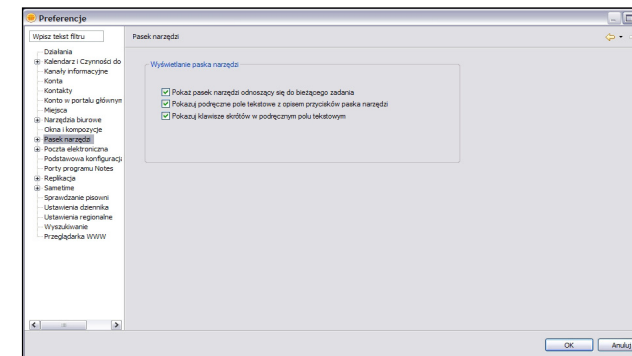 Preferencje
Wpisz tekst filtru
Pasek narzędzi
Działania
Kalendarz i Czynności do
Kanały informacyjne
Konta
Kontakty
Konto w portalu głównym
Miejsca
Narzędzia biurowe
Okna i kompozycje
Pasek narzędzi
Poczta elektroniczna
Podstawowa konfiguracja
Porty programu Notes
Replikacja
Sametime
Sprawdzanie pisowni
Ustawienia dziennika
Ustawienia regionalne
Wyszukiwanie
Przeglądarka WWW
Wyświetlanie paska narzędzi
Pokaż pasek narzędzi odnoszący się do bieżącego zadania
Pokazuj podręczne pole tekstowe z opisem przycisków paska narzędzi
Pokazuj klawisze skrótów w podręcznym polu tekstowym
OK
Anuluj